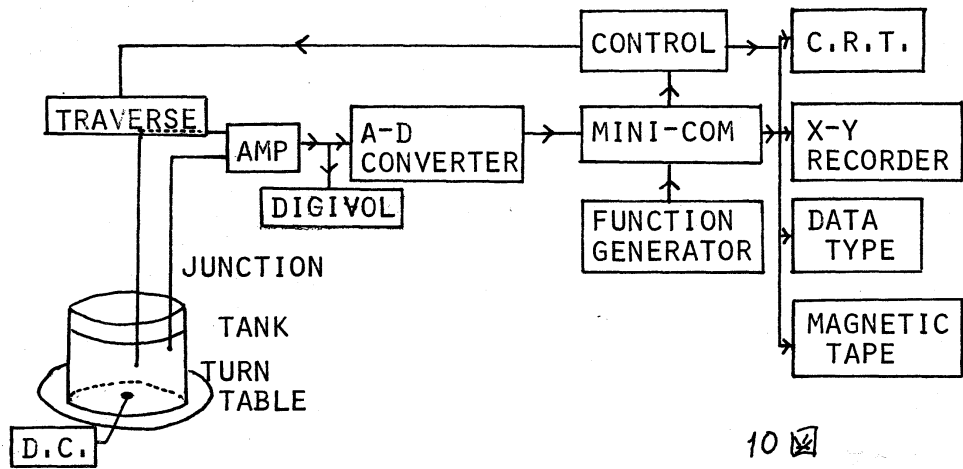 CONTROL
C.R.T.
TRAVERSE
AMP
A-D
CONVERTER
MINI-COM
X-Y
RECORDER
DIGIVOL
FUNCTION
GENERATOR
DATA
TYPE
JUNCTION
TANK
MAGNETIC
TAPE
TURN
TABLE
D.C.
10 図